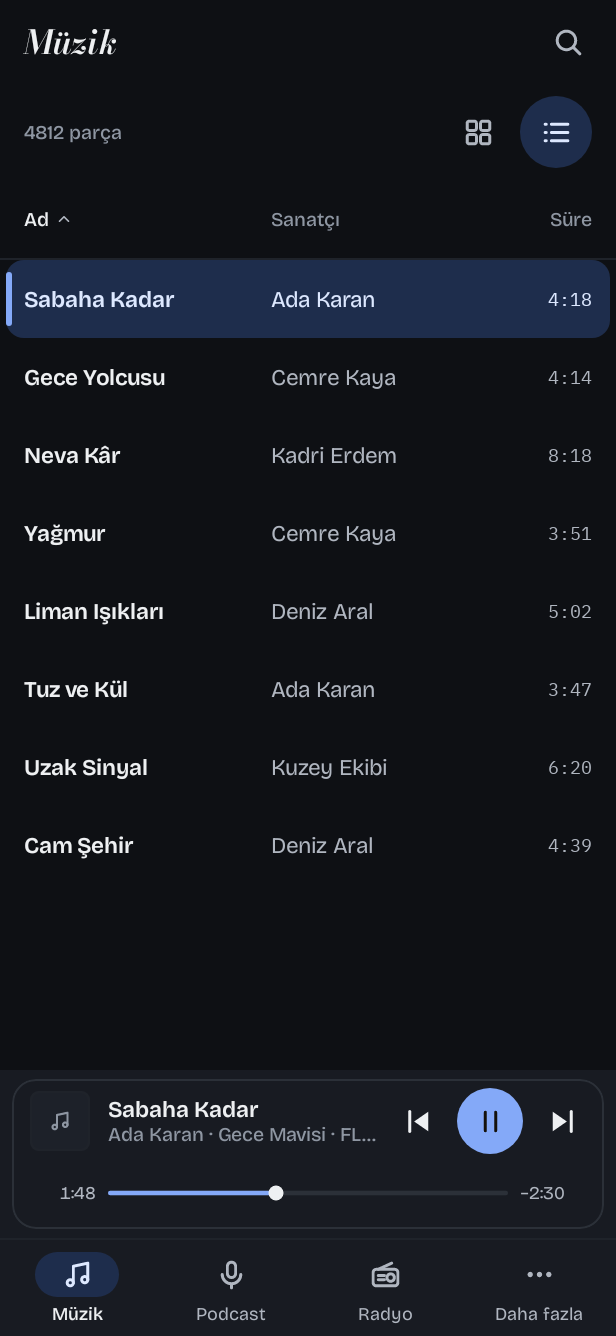 Müzik
4812 parça
Ad Sanatçı Süre
Sabaha Kadar Ada Karan 4:18
Gece Yolcusu Cemre Kaya 4:14
Neva Kâr Kadri Erdem 8:18
Yağmur Cemre Kaya 3:51
Liman Işıkları Deniz Aral 5:02
Tuz ve Kül Ada Karan 3:47
Uzak Sinyal Kuzey Ekibi 6:20
Cam Şehir Deniz Aral 4:39
Sabaha Kadar
Ada Karan · Gece Mavisi · FL...
1:48 -2:30
Müzik Podcast Radyo Daha fazla